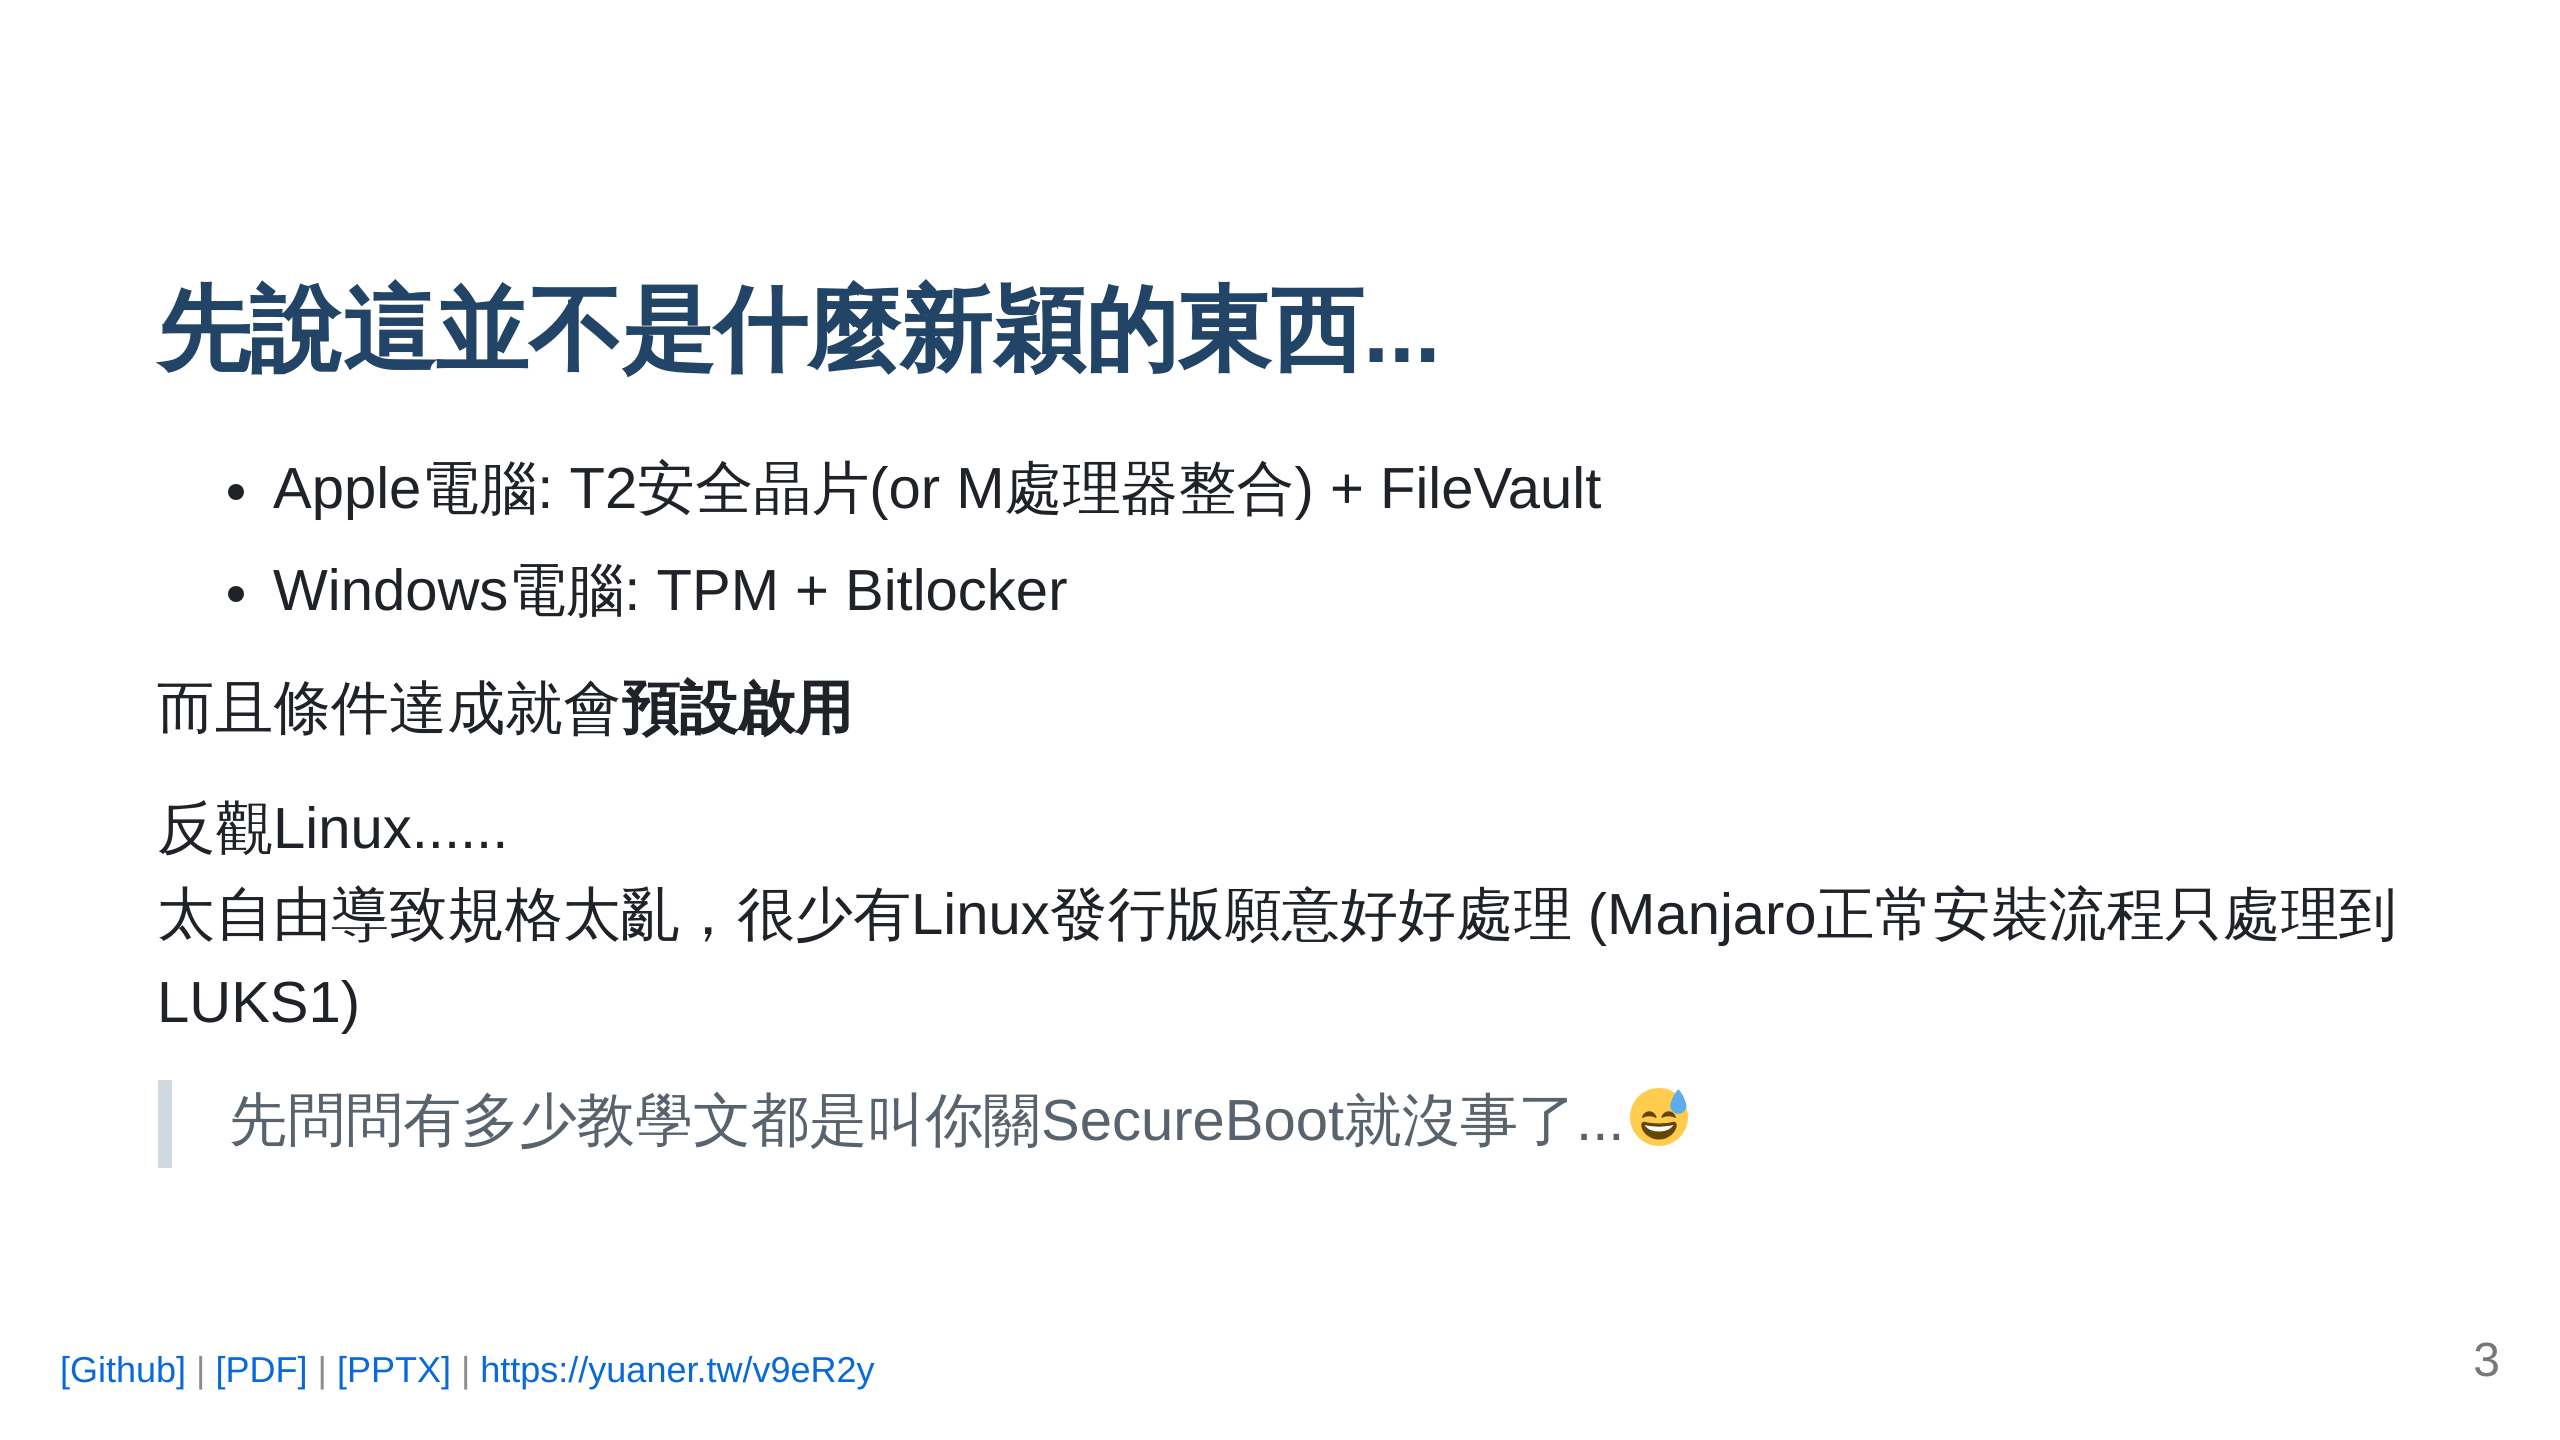 先說這並不是什麼新穎的東西...
• Apple電腦: T2安全晶片(or M處理器整合) + FileVault
• Windows電腦: TPM + Bitlocker
而且條件達成就會預設啟用
反觀Linux......
太自由導致規格太亂，很少有Linux發行版願意好好處理 (Manjaro正常安裝流程只處理到
LUKS1)
先問問有多少教學文都是叫你關SecureBoot就沒事了...😅
[Github] | [PDF] | [PPTX] | https://yuaner.tw/v9eR2y
3